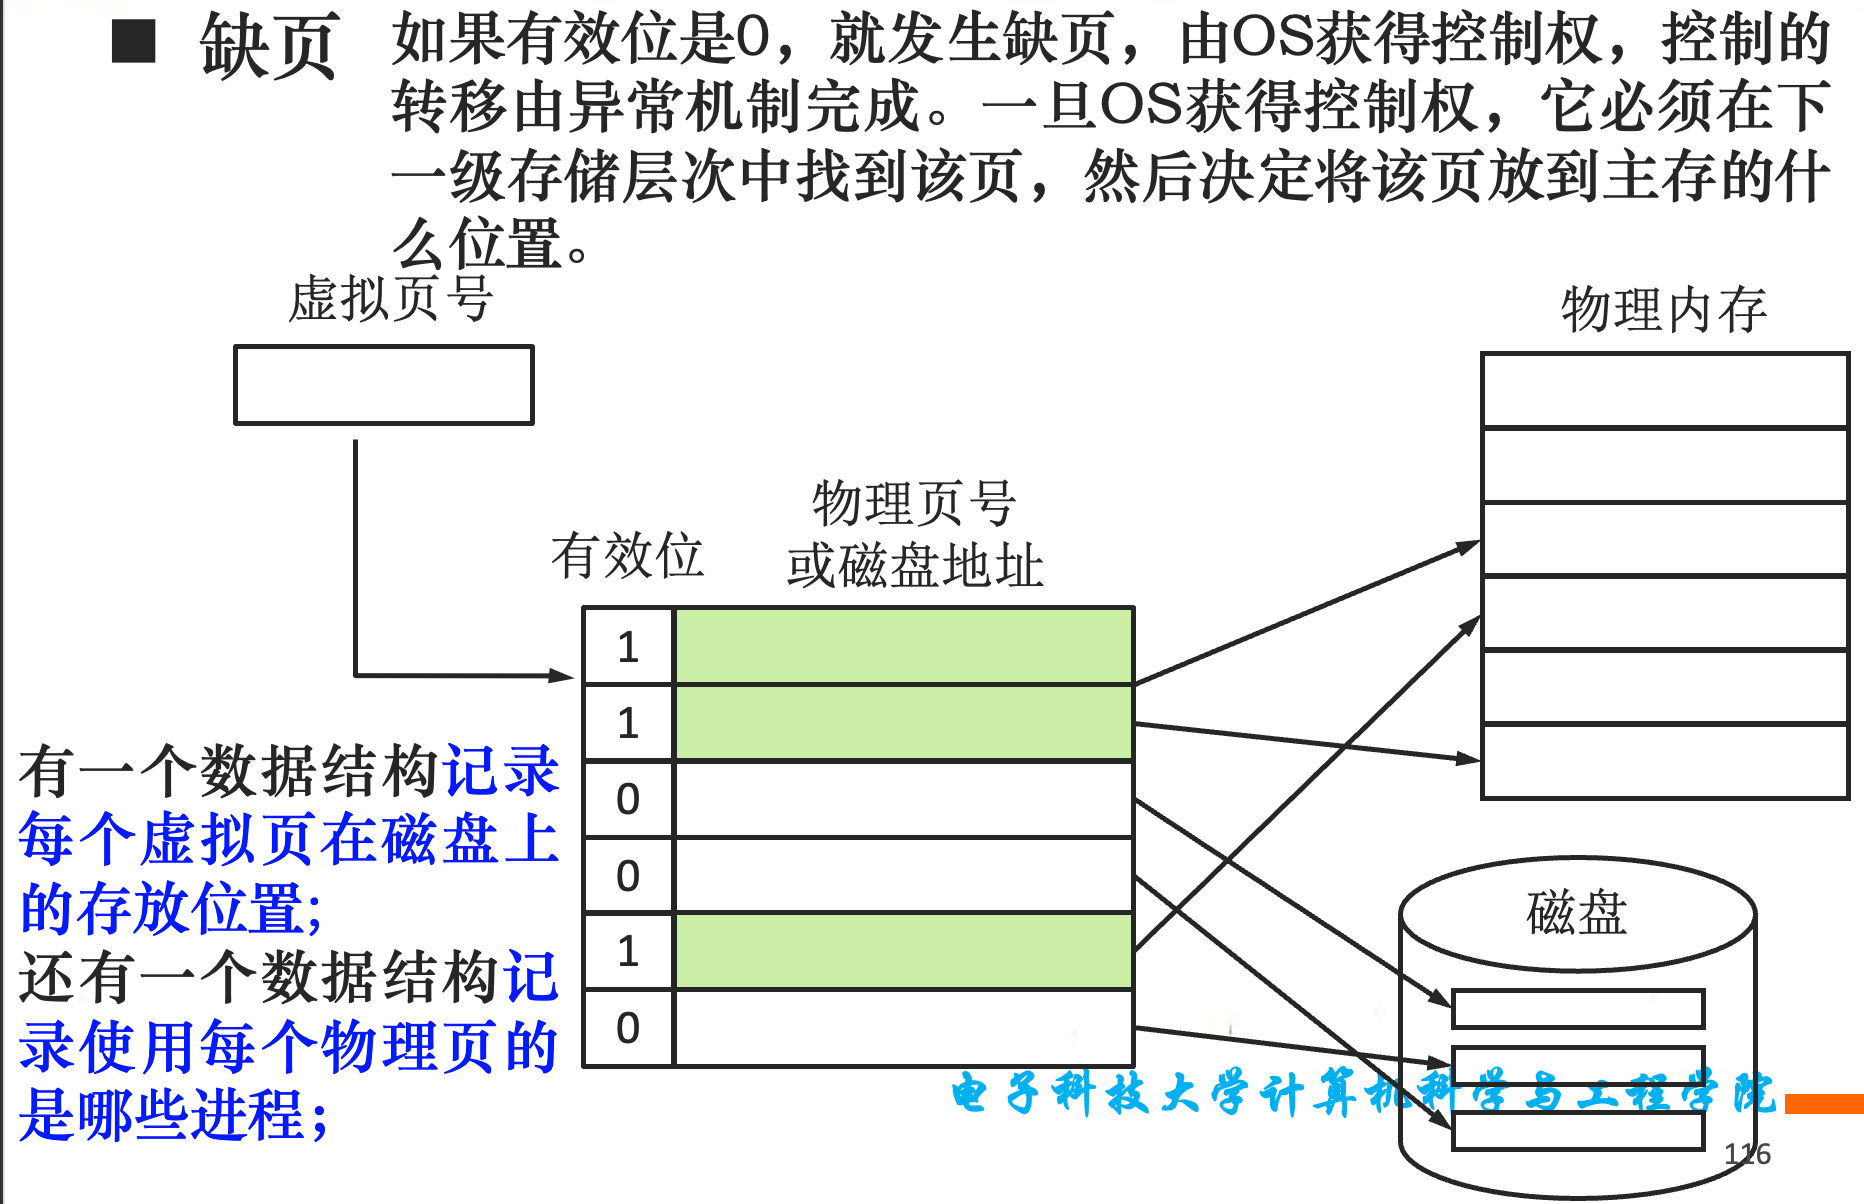 ■ 缺页 如果有效位是0，就发生缺页，由OS获得控制权，控制的
转移由异常机制完成。一旦OS获得控制权，它必须在下
一级存储层次中找到该页，然后决定将该页放到主存的什
么位置。
虚拟页号
物理内存
物理页号
或磁盘地址
有效位
1
1
0
0
1
0
有一个数据结构记录
每个虚拟页在磁盘上
的存放位置;
还有一个数据结构记
录使用每个物理页的
是哪些进程；
磁盘
电子科技大学计算机科学与工程学院
116